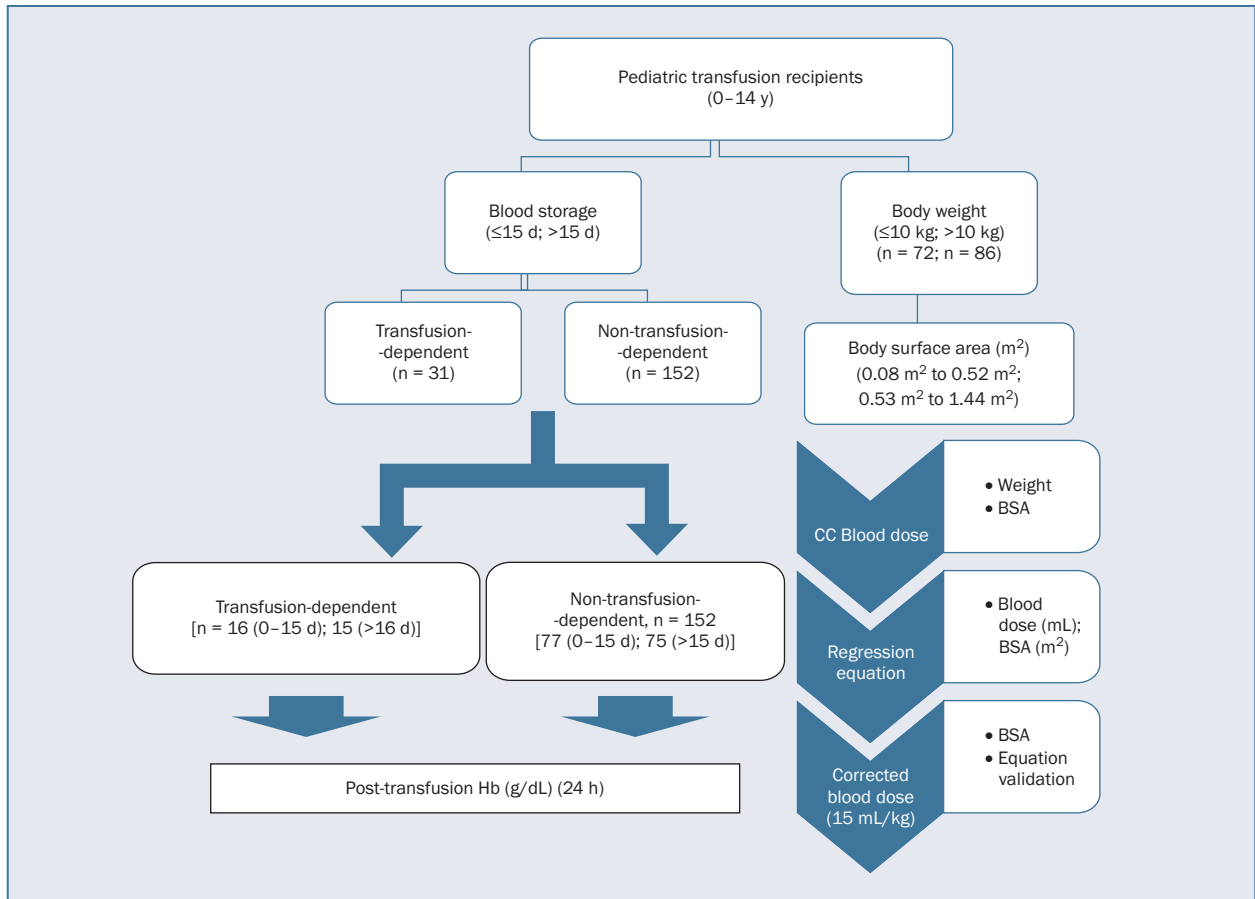 Pediatric transfusion recipients
(0–14 y)
Blood storage
(≤15 d; >15 d)
Body weight
(≤10 kg; >10 kg)
(n = 72; n = 86)
Transfusion-
-dependent
(n = 31)
Non-transfusion-
-dependent
(n = 152)
Body surface area (m²)
(0.08 m² to 0.52 m²;
0.53 m² to 1.44 m²)
Transfusion-dependent
[n = 16 (0–15 d); 15 (>16 d)]
Non-transfusion-
-dependent, n = 152
[77 (0–15 d); 75 (>15 d)]
Post-transfusion Hb (g/dL) (24 h)
CC Blood dose
• Weight
• BSA
Regression
equation
• Blood
dose (mL);
BSA (m²)
Corrected
blood dose
(15 mL/kg)
• BSA
• Equation
validation